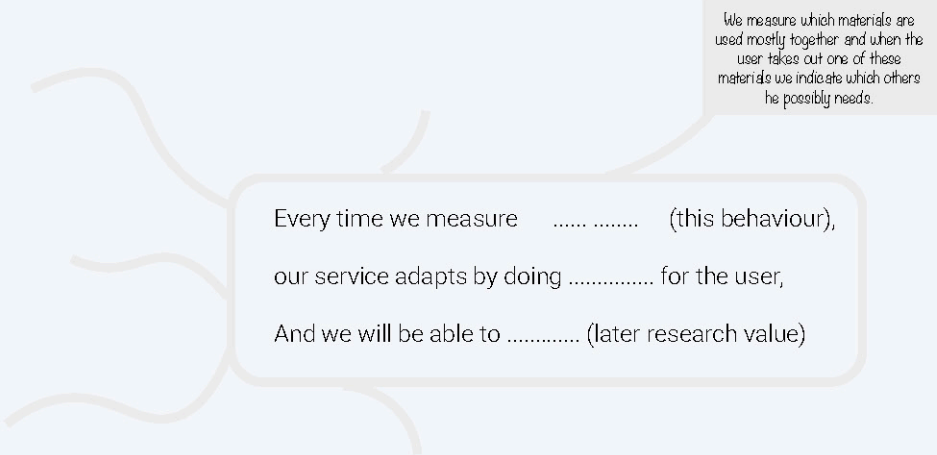 We measure which materials are
used mostly together and when the
user takes out one of these
materials we indicate which others
he possibly needs.
Every time we measure ...... ........ (this behaviour),
our service adapts by doing ............... for the user,
And we will be able to ............. (later research value)